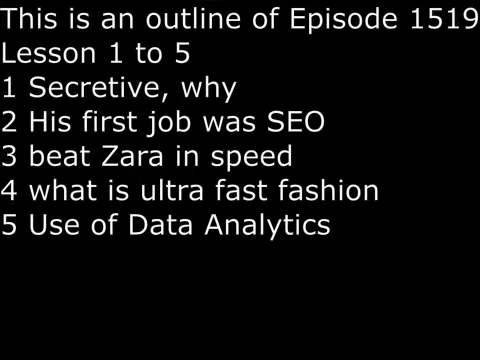 This is an outline of Episode 1519
Lesson 1 to 5
1 Secretive, why
2 His first job was SEO
3 beat Zara in speed
4 what is ultra fast fashion
5 Use of Data Analytics